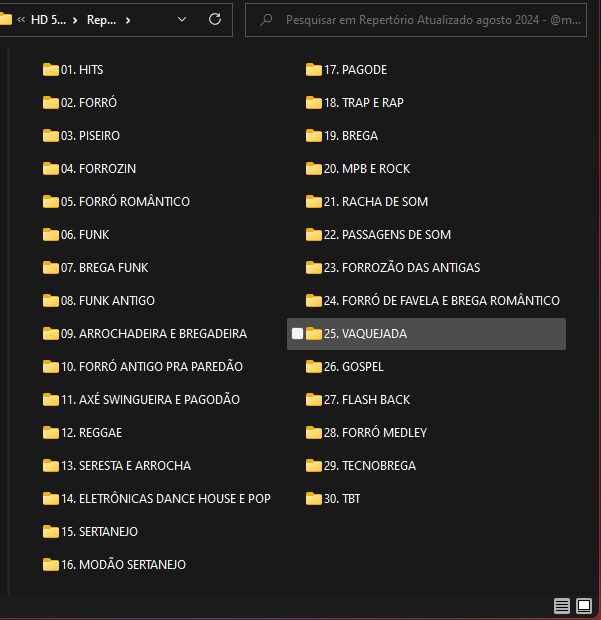 HD 5... > Rep... >
Pesquisar em Repertório Atualizado agosto 2024 - @m...
01. HITS
02. FORRÓ
03. PISEIRO
04. FORROZIN
05. FORRÓ ROMÂNTICO
06. FUNK
07. BREGA FUNK
08. FUNK ANTIGO
09. ARROCHADEIRA E BREGADEIRA
10. FORRÓ ANTIGO PRA PAREDÃO
11. AXÉ SWINGUEIRA E PAGODÃO
12. REGGAE
13. SERESTA E ARROCHA
14. ELETRÔNICAS DANCE HOUSE E POP
15. SERTANEJO
16. MODÃO SERTANEJO
17. PAGODE
18. TRAP E RAP
19. BREGA
20. MPB E ROCK
21. RACHA DE SOM
22. PASSAGENS DE SOM
23. FORROZÃO DAS ANTIGAS
24. FORRÓ DE FAVELA E BREGA ROMÂNTICO
25. VAQUEJADA
26. GOSPEL
27. FLASH BACK
28. FORRÓ MEDLEY
29. TECNOBREGA
30. TBT